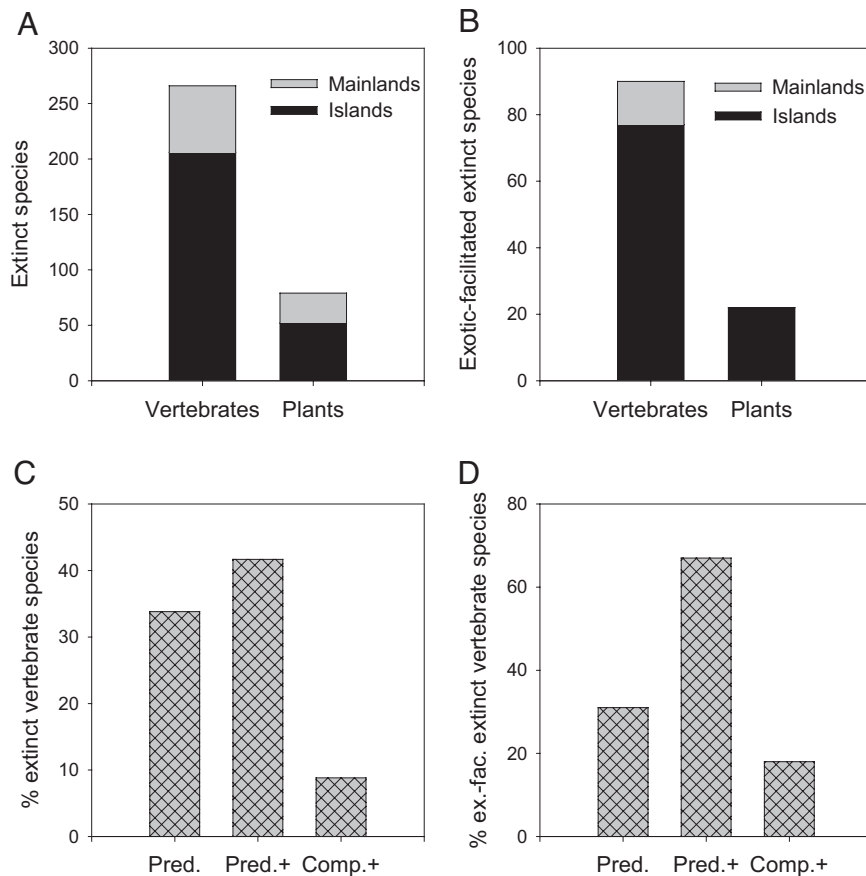 A
Extinct species
300
250
200
150
100
50
0
Mainlands
Islands
Vertebrates Plants
B
Exotic-facilitated extinct species
100
80
60
40
20
0
Mainlands
Islands
Vertebrates Plants
C
% extinct vertebrate species
50
40
30
20
10
0
Pred. Pred.+ Comp.+
D
% ex.-fac. extinct vertebrate species
80
60
40
20
0
Pred. Pred.+ Comp.+